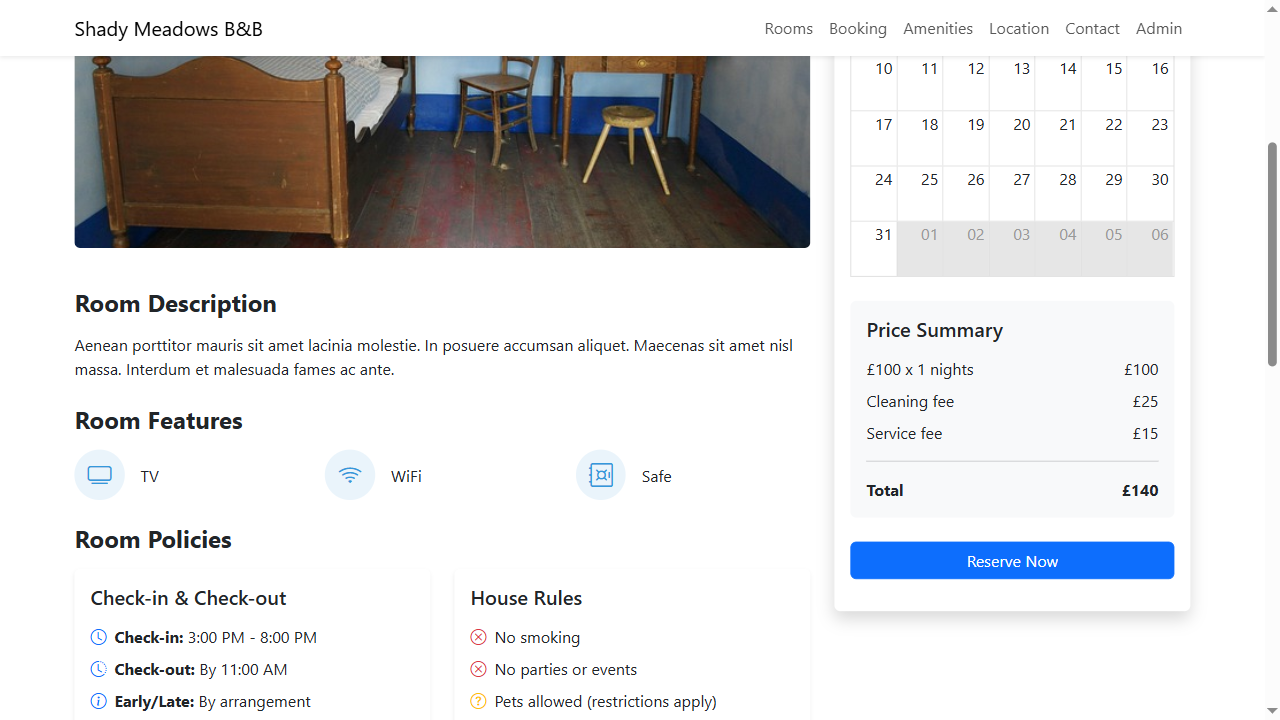 Shady Meadows B&B
Rooms Booking Amenities Location Contact Admin
10 11 12 13 14 15 16
17 18 19 20 21 22 23
24 25 26 27 28 29 30
31 01 02 03 04 05 06
Room Description
Aenean porttitor mauris sit amet lacinia molestie. In posuere accumsan aliquet. Maecenas sit amet nisl
massa. Interdum et malesuada fames ac ante.
Room Features
TV
WiFi
Safe
Room Policies
Check-in & Check-out
Check-in: 3:00 PM - 8:00 PM
Check-out: By 11:00 AM
Early/Late: By arrangement
House Rules
No smoking
No parties or events
Pets allowed (restrictions apply)
Price Summary
£100 x 1 nights £100
Cleaning fee £25
Service fee £15
Total £140
Reserve Now